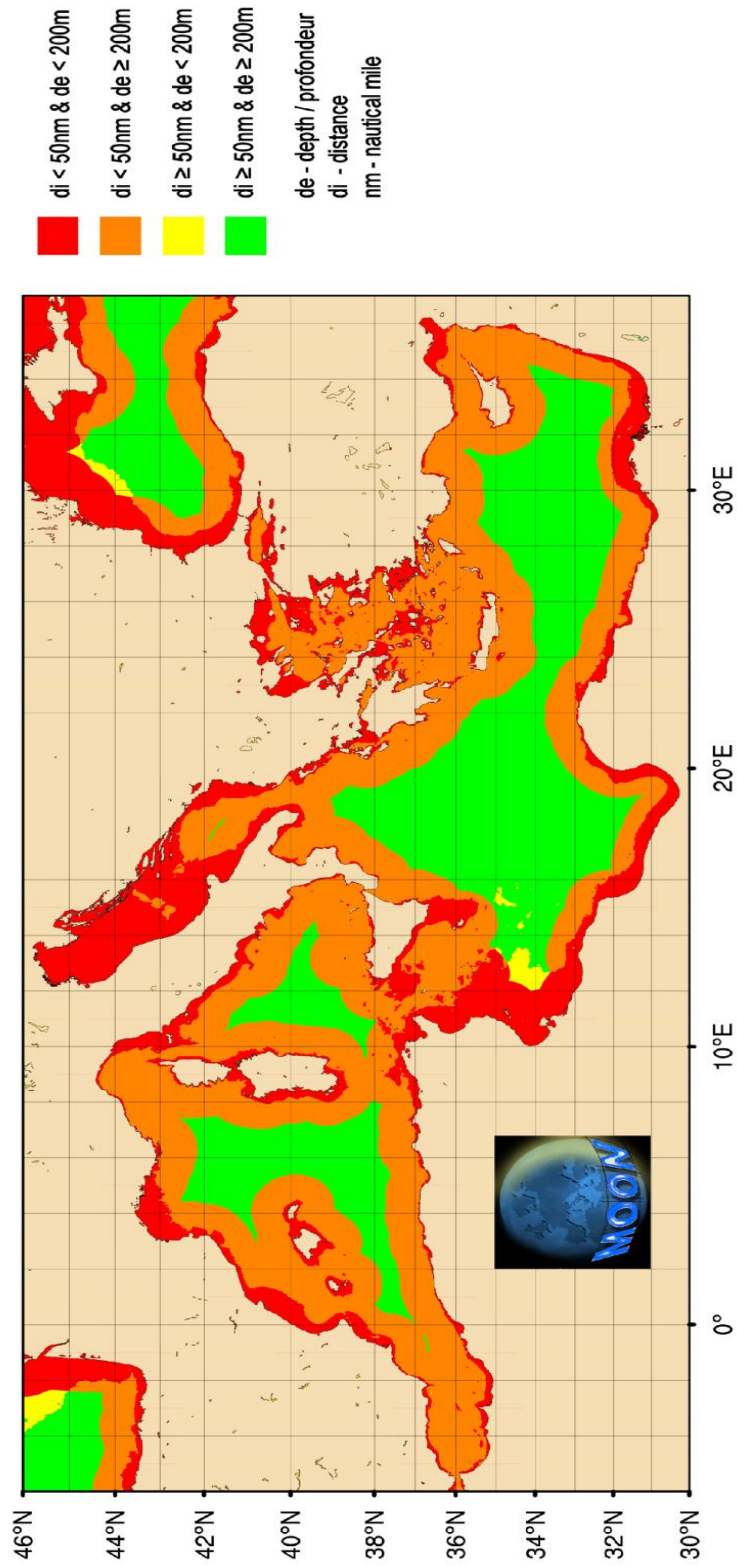 di < 50nm & de < 200m
di < 50nm & de ≥ 200m
di ≥ 50nm & de < 200m
di ≥ 50nm & de ≥ 200m
de - depth / profondeur
di - distance
nm - nautical mile
46°N
44°N
42°N
40°N
38°N
36°N
34°N
32°N
30°N
0°
10°E
20°E
30°E
MOON